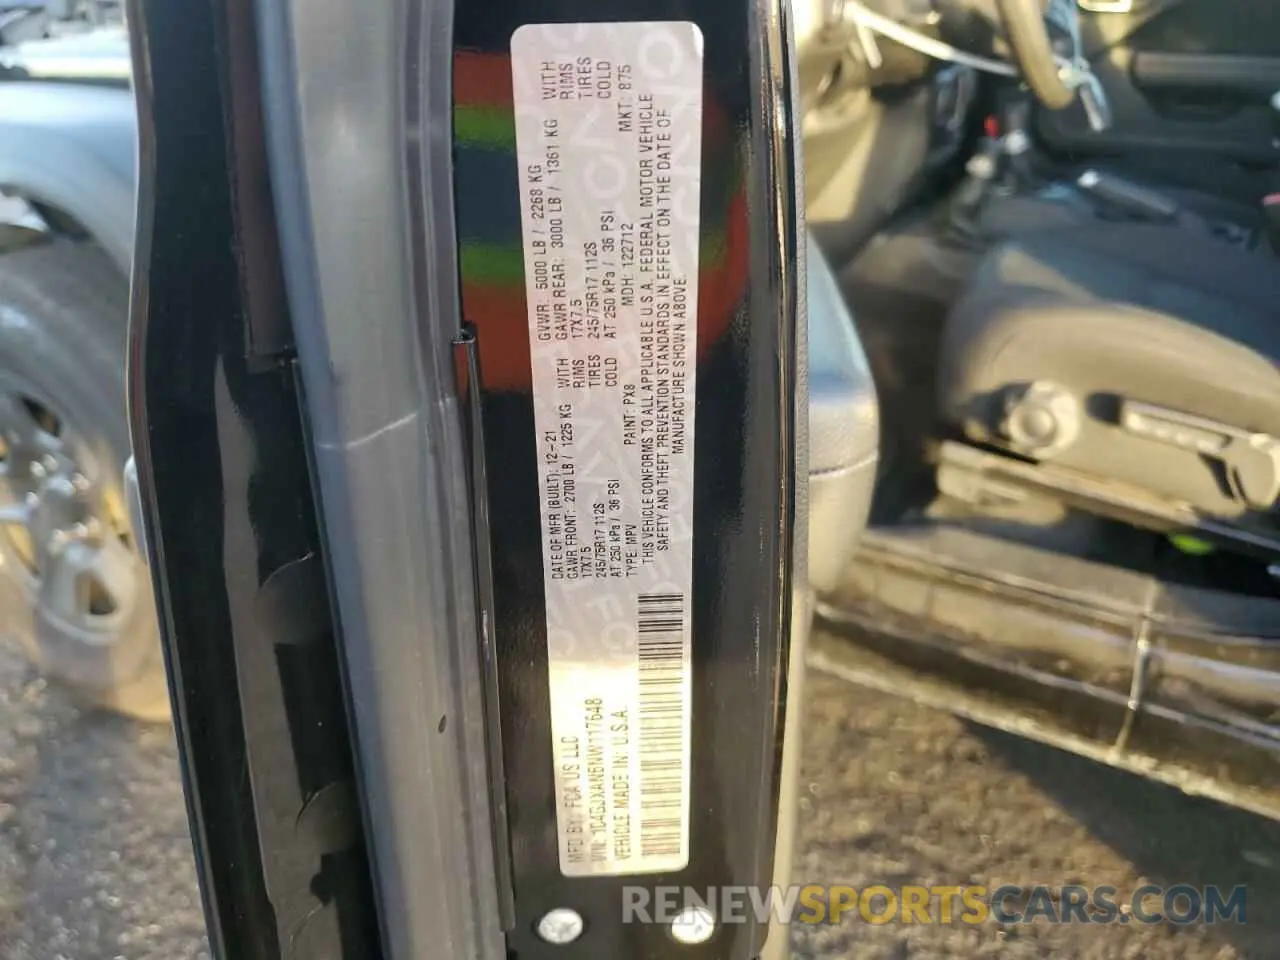 MFD BY: FCA US LLC
VIN: 1C4GJXAN6NW117648
VEHICLE MADE IN: U.S.A.
DATE OF MFR (BUILT): 12-21 GVWR: 5000 LB / 2268 KG
GAWR FRONT: 2700 LB / 1225 KG WITH GAWR REAR: 3000 LB / 1361 KG WITH
17X7.5 RIMS 17X7.5 RIMS
245/75R17 112S TIRES 245/75R17 112S TIRES
AT 250 kPa / 36 PSI COLD AT 250 kPa / 36 PSI COLD
TYPE: MPV PAINT: PX8 MDH: 122712 MKT: 875
THIS VEHICLE CONFORMS TO ALL APPLICABLE U.S.A. FEDERAL MOTOR VEHICLE
SAFETY AND THEFT PREVENTION STANDARDS IN EFFECT ON THE DATE OF
MANUFACTURE SHOWN ABOVE.
RENEWSPORTSCARS.COM